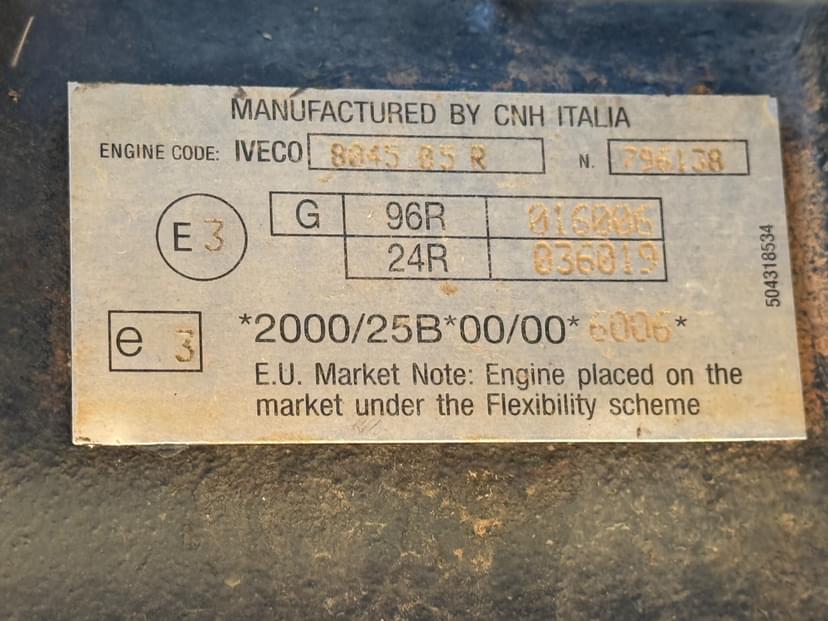 MANUFACTURED BY CNH ITALIA
ENGINE CODE: IVECO 8045 05 R N. 796138
E 3 G 96R 016006
24R 036019
504318534
e 3 *2000/25B*00/00*6006*
E.U. Market Note: Engine placed on the
market under the Flexibility scheme